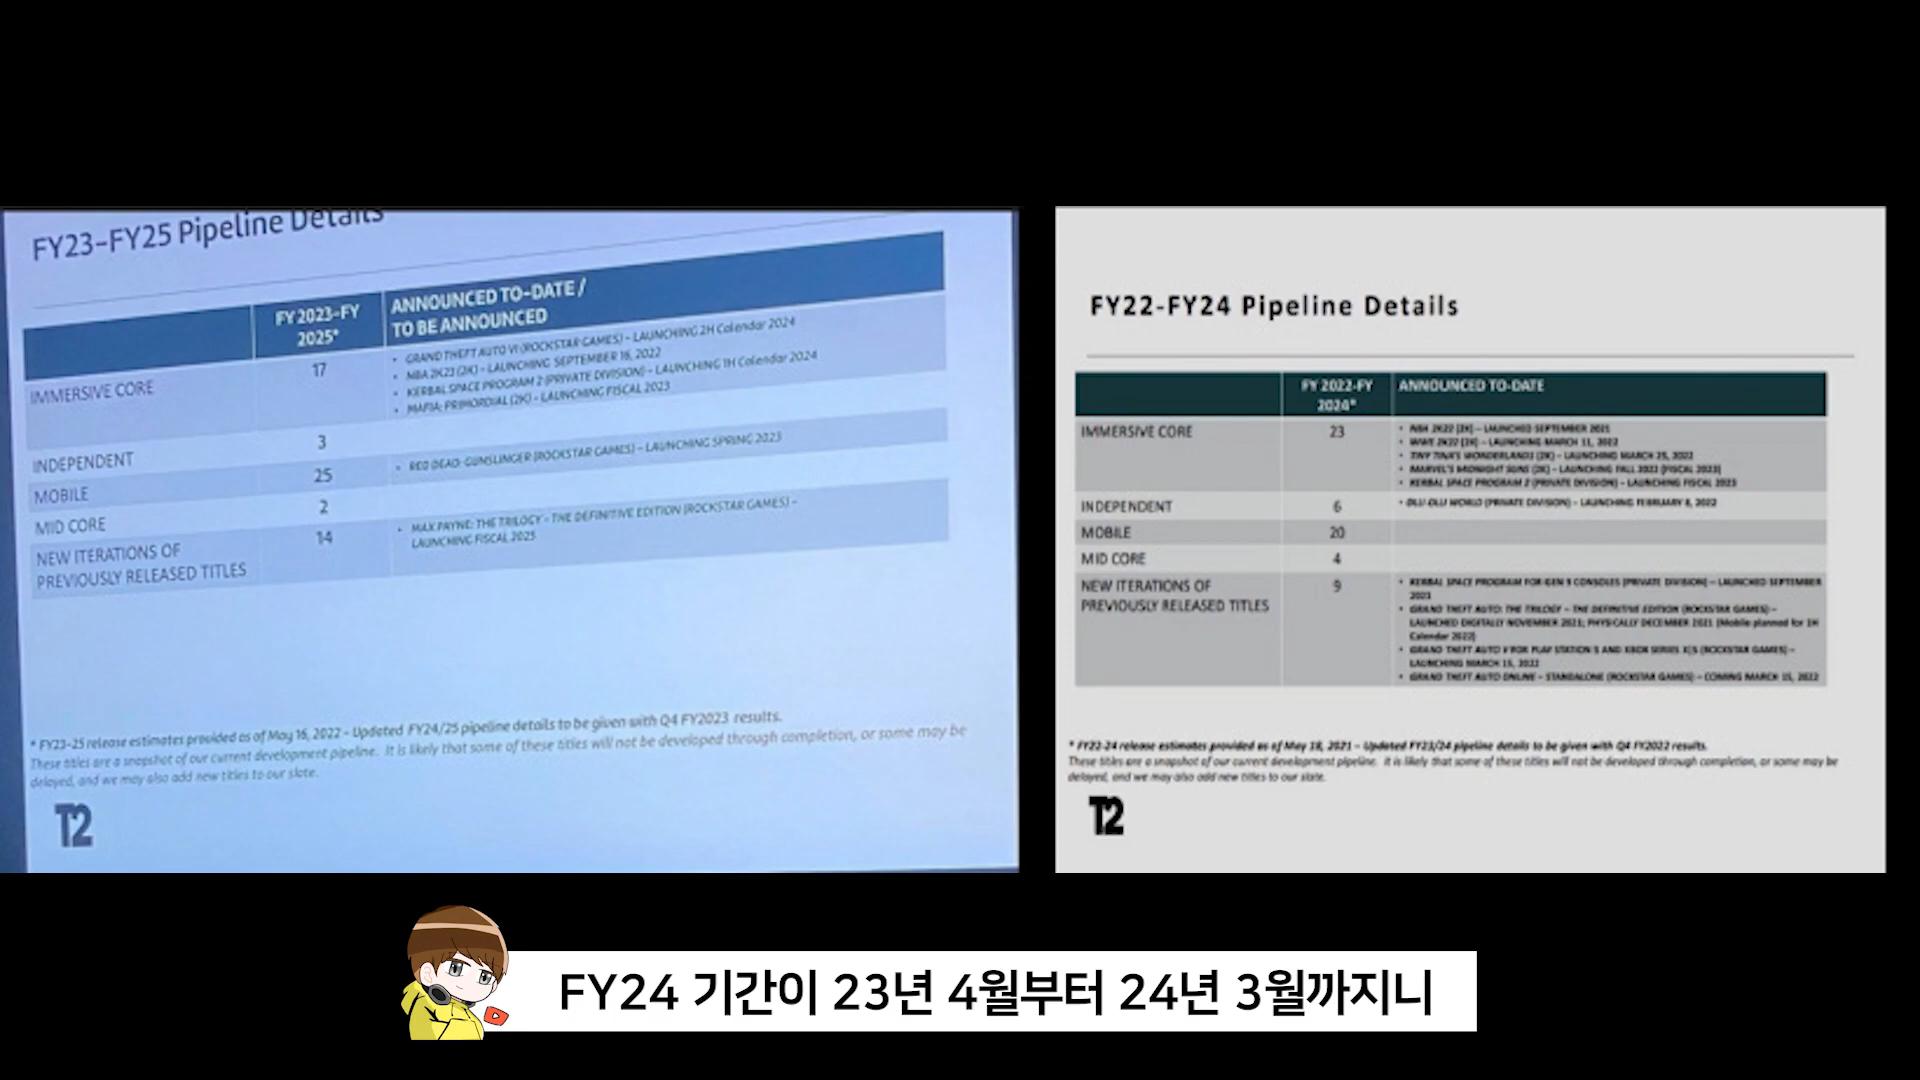 FY23-FY25 Pipeline Details
FY 2023-FY
2025*
ANNOUNCED TO-DATE /
TO BE ANNOUNCED
IMMERSIVE CORE
17
• GRAND THEFT AUTO VI (ROCKSTAR GAMES) - LAUNCHING 2H Calendar 2024
• NBA 2K23 (2K) - LAUNCHING SEPTEMBER 16, 2022
• KERBAL SPACE PROGRAM 2 (PRIVATE DIVISION) - LAUNCHING 1H Calendar 2024
• MAFIA: PRIMORDIAL (2K) - LAUNCHING FISCAL 2023
INDEPENDENT
3
MOBILE
25
• RED DEAD: GUNSLINGER (ROCKSTAR GAMES) - LAUNCHING SPRING 2023
MID CORE
2
NEW ITERATIONS OF
PREVIOUSLY RELEASED TITLES
14
• MAX PAYNE: THE TRILOGY - THE DEFINITIVE EDITION (ROCKSTAR GAMES) -
LAUNCHING FISCAL 2023
* FY23-25 release estimates provided as of May 16, 2022 - Updated FY24/25 pipeline details to be given with Q4 FY2023 results.
These titles are a snapshot of our current development pipeline. It is likely that some of these titles will not be developed through completion, or some may be
delayed, and we may also add new titles to our slate.
T2
FY22-FY24 Pipeline Details
FY 2022-FY
2024*
ANNOUNCED TO-DATE
IMMERSIVE CORE
23
• NBA 2K22 (2K) – LAUNCHED SEPTEMBER 2021
• WWE 2K22 (2K) – LAUNCHING MARCH 11, 2022
• TINY TINA'S WONDERLANDS (2K) – LAUNCHING MARCH 25, 2022
• MARVEL'S MIDNIGHT SUNS (2K) – LAUNCHING FALL 2022 (FISCAL 2023)
• KERBAL SPACE PROGRAM 2 (PRIVATE DIVISION) – LAUNCHING FISCAL 2023
INDEPENDENT
6
• OLLI OLLI WORLD (PRIVATE DIVISION) – LAUNCHING FEBRUARY 8, 2022
MOBILE
20
MID CORE
4
NEW ITERATIONS OF
PREVIOUSLY RELEASED TITLES
9
• KERBAL SPACE PROGRAM FOR GEN 9 CONSOLES (PRIVATE DIVISION) – LAUNCHED SEPTEMBER
2021
• GRAND THEFT AUTO: THE TRILOGY – THE DEFINITIVE EDITION (ROCKSTAR GAMES) –
LAUNCHED DIGITALLY NOVEMBER 2021; PHYSICALLY DECEMBER 2021 (Mobile planned for 1H
Calendar 2022)
• GRAND THEFT AUTO V FOR PLAY STATION 5 AND XBOX SERIES X|S (ROCKSTAR GAMES) –
LAUNCHING MARCH 15, 2022
• GRAND THEFT AUTO ONLINE – STANDALONE (ROCKSTAR GAMES) – COMING MARCH 15, 2022
* FY22-24 release estimates provided as of May 18, 2021 – Updated FY23/24 pipeline details to be given with Q4 FY2022 results.
These titles are a snapshot of our current development pipeline. It is likely that some of these titles will not be developed through completion, or some may be
delayed, and we may also add new titles to our slate.
T2
FY24 기간이 23년 4월부터 24년 3월까지니